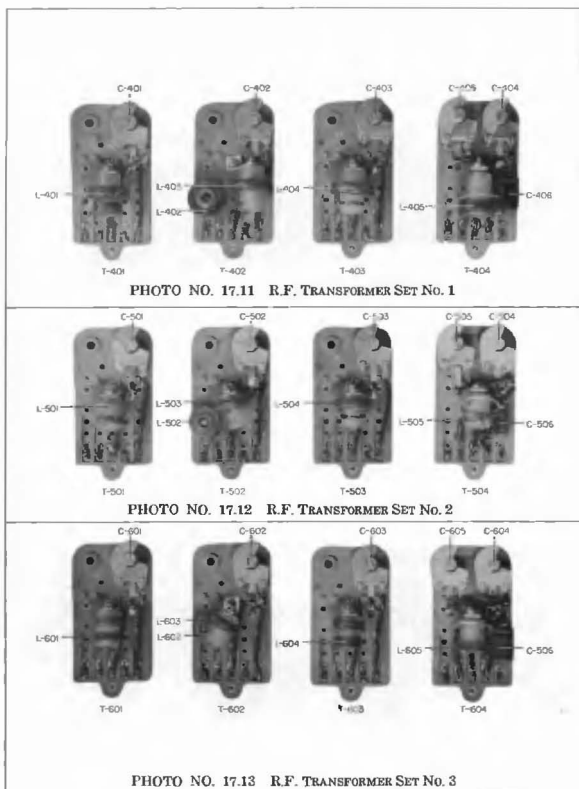 C-401 C-402 C-403 C-405 C-404
L-401 L-403 L-402 L-404 L-405 C-406
T-401 T-402 T-403 T-404
PHOTO NO. 17.11 R.F. TRANSFORMER SET NO. 1
C-501 C-502 C-503 C-505 C-504
L-501 L-503 L-502 L-504 L-505 C-506
T-501 T-502 T-503 T-504
PHOTO NO. 17.12 R.F. TRANSFORMER SET NO. 2
C-601 C-602 C-603 C-605 C-604
L-601 L-603 L-602 L-604 L-605 C-506
T-601 T-602 T-603 T-604
PHOTO NO. 17.13 R.F. TRANSFORMER SET NO. 3